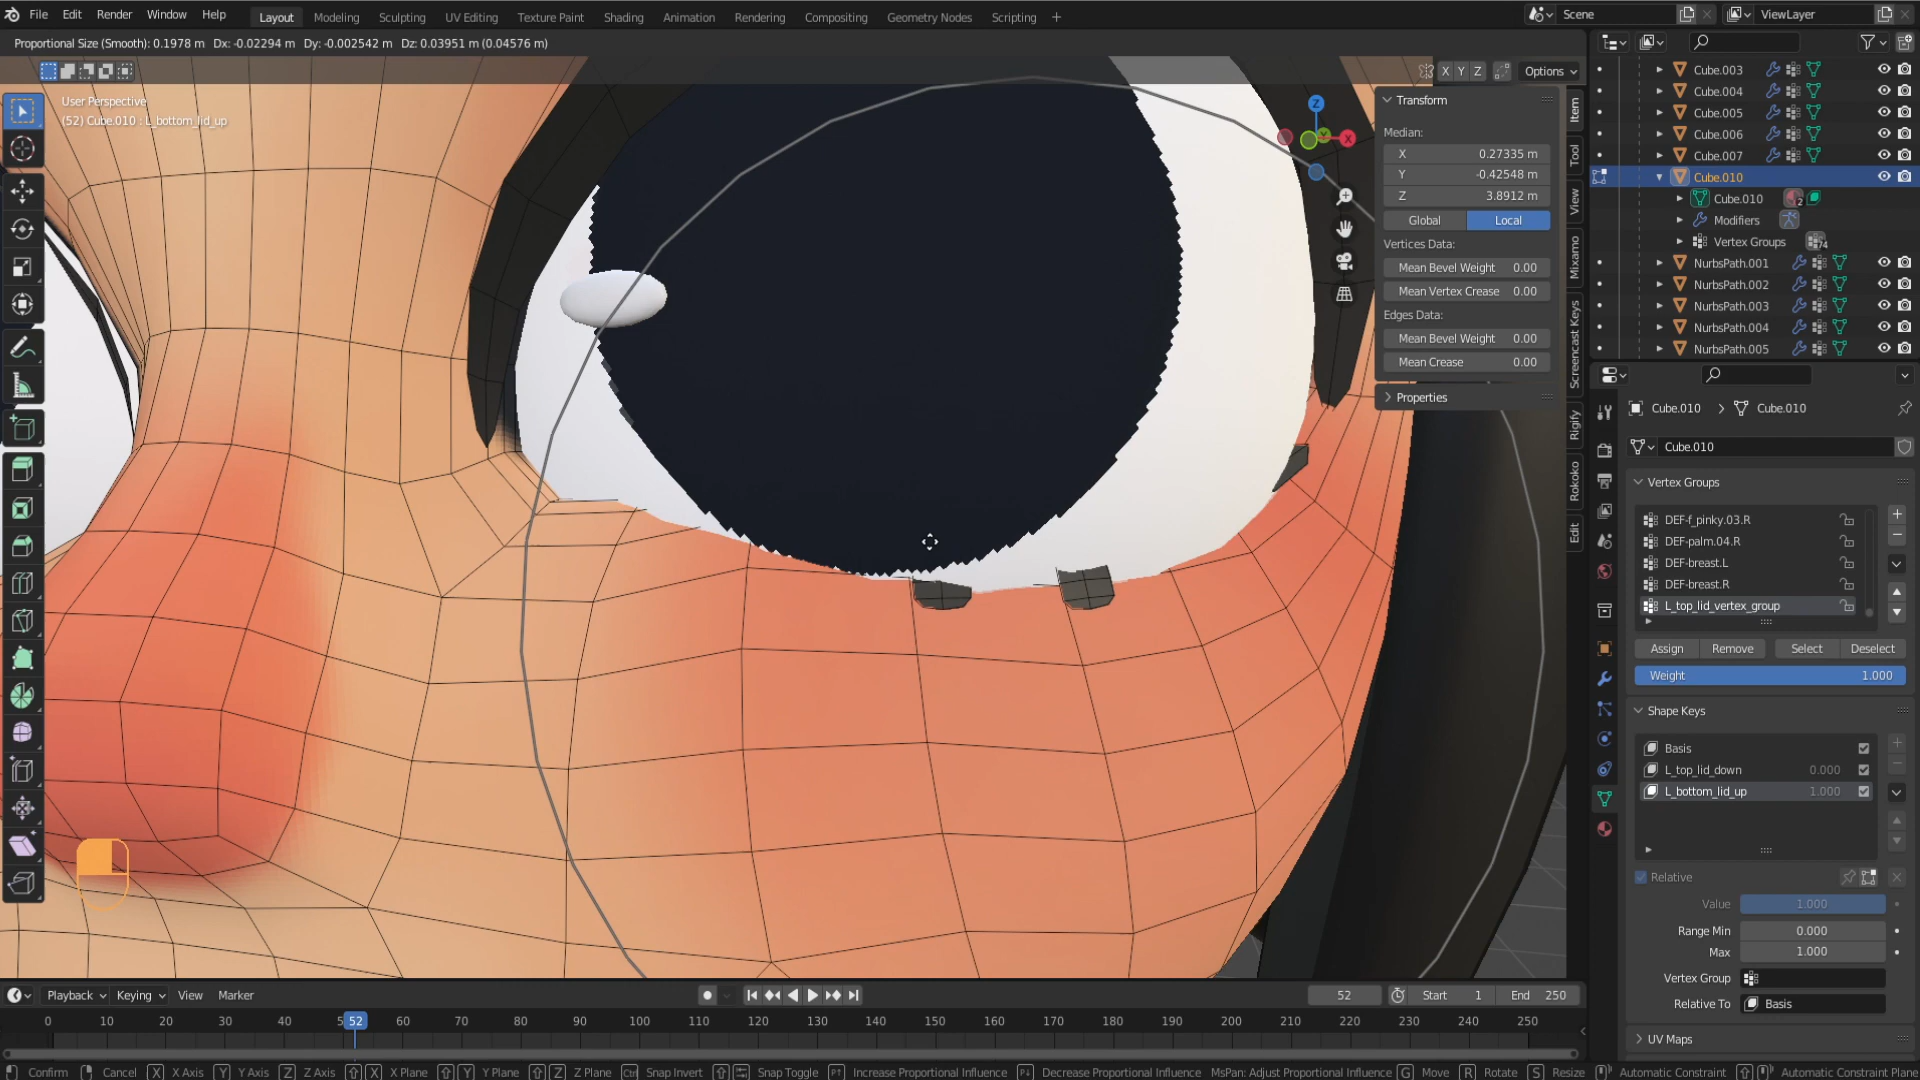 File Edit Render Window Help
Layout Modeling Sculpting UV Editing Texture Paint Shading Animation Rendering Compositing Geometry Nodes Scripting +
Scene
ViewLayer
Proportional Size (Smooth): 0.1978 m Dx: -0.02294 m Dy: -0.002542 m Dz: 0.03951 m (0.04576 m)
X Y Z Options
User Perspective
(52) Cube.010 : L_bottom_lid_up
Z
X
Y
Transform
Median:
X 0.27335 m
Y -0.42548 m
Z 3.8912 m
Global Local
Vertices Data:
Mean Bevel Weight 0.00
Mean Vertex Crease 0.00
Edges Data:
Mean Bevel Weight 0.00
Mean Crease 0.00
Properties
Item
Tool
View
Mixamo
Screencast Keys
Rigify
Rokoko
Edit
Cube.003
Cube.004
Cube.005
Cube.006
Cube.007
Cube.010
Cube.010 2
Modifiers
Vertex Groups 74
NurbsPath.001
NurbsPath.002
NurbsPath.003
NurbsPath.004
NurbsPath.005
Cube.010 > Cube.010
Cube.010
Vertex Groups
DEF-f_pinky.03.R
DEF-palm.04.R
DEF-breast.L
DEF-breast.R
L_top_lid_vertex_group
Assign Remove Select Deselect
Weight 1.000
Shape Keys
Basis
L_top_lid_down 0.000
L_bottom_lid_up 1.000
Relative
Value 1.000
Range Min 0.000
Max 1.000
Vertex Group
Relative To Basis
UV Maps
Playback Keying View Marker
52 Start 1 End 250
0 10 20 30 40 5 52 60 70 80 90 100 110 120 130 140 150 160 170 180 190 200 210 220 230 240 250
Confirm Cancel X X Axis Y Y Axis Z Z Axis X X Plane Y Y Plane Z Z Plane Ctrl Snap Invert Snap Toggle Increase Proportional Influence Decrease Proportional Influence MsPan: Adjust Proportional Influence G Move R Rotate S Resize Automatic Constraint Automatic Constraint Plane